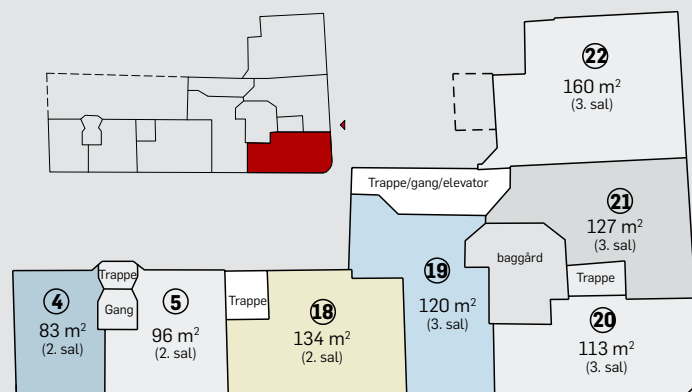 22
160 m²
(3. sal)
Trappe/gang/elevator
21
127 m²
(3. sal)
baggård
Trappe
19
120 m²
(3. sal)
20
113 m²
(3. sal)
Trappe
Gang
4
83 m²
(2. sal)
5
96 m²
(2. sal)
Trappe
18
134 m²
(2. sal)